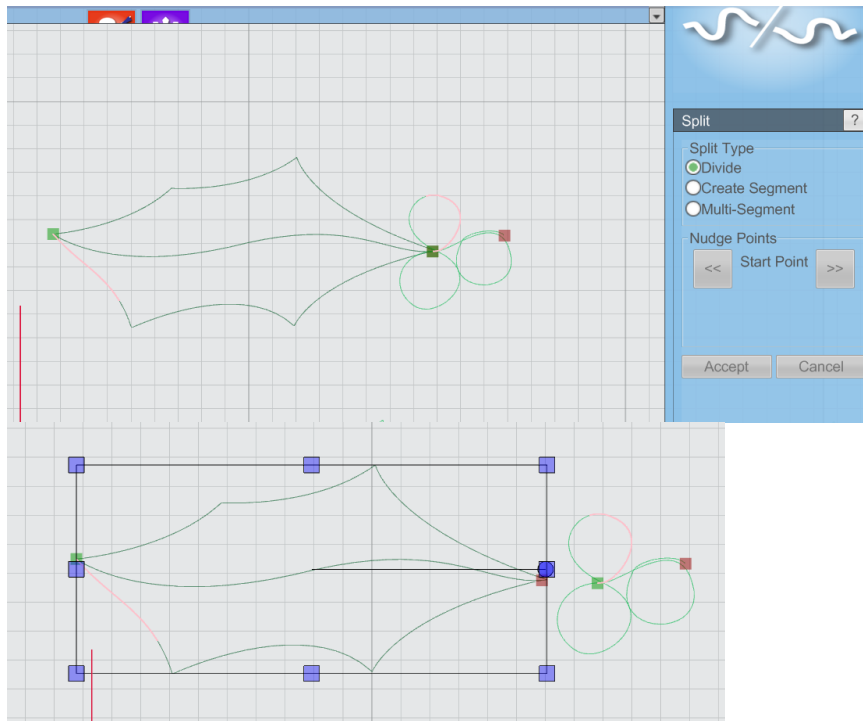 Split
?
Split Type
Divide
Create Segment
Multi-Segment
Nudge Points
<< Start Point >>
Accept Cancel